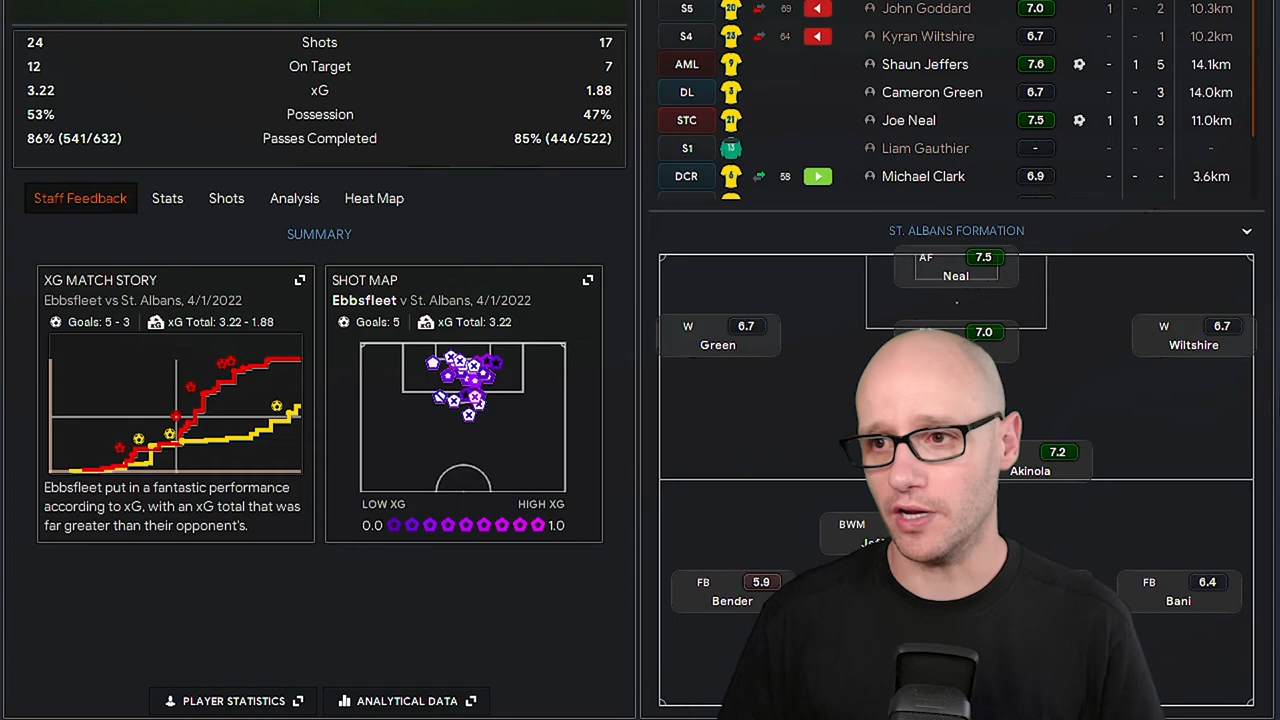 24 Shots 17
12 On Target 7
3.22 xG 1.88
53% Possession 47%
86% (541/632) Passes Completed 85% (446/522)
Staff Feedback Stats Shots Analysis Heat Map
SUMMARY
XG MATCH STORY
Ebbsfleet vs St. Albans, 4/1/2022
Goals: 5 - 3 xG Total: 3.22 - 1.88
Ebbsfleet put in a fantastic performance
according to xG, with an xG total that was
far greater than their opponent's.
SHOT MAP
Ebbsfleet v St. Albans, 4/1/2022
Goals: 5 xG Total: 3.22
LOW XG HIGH XG
0.0 1.0
PLAYER STATISTICS ANALYTICAL DATA
S5 20 69 John Goddard 7.0 1 - 2 10.3km
S4 23 64 Kyran Wiltshire 6.7 - - 1 10.2km
AML 9 Shaun Jeffers 7.6 - 1 5 14.1km
DL 3 Cameron Green 6.7 - - 3 14.0km
STC 21 Joe Neal 7.5 1 1 3 11.0km
S1 13 Liam Gauthier - - - - -
DCR 6 58 Michael Clark 6.9 - - - 3.6km
ST. ALBANS FORMATION
AF 7.5
Neal
W 6.7
Green
7.0
W 6.7
Wiltshire
7.2
Akinola
BWM
FB 5.9
Bender
FB 6.4
Bani